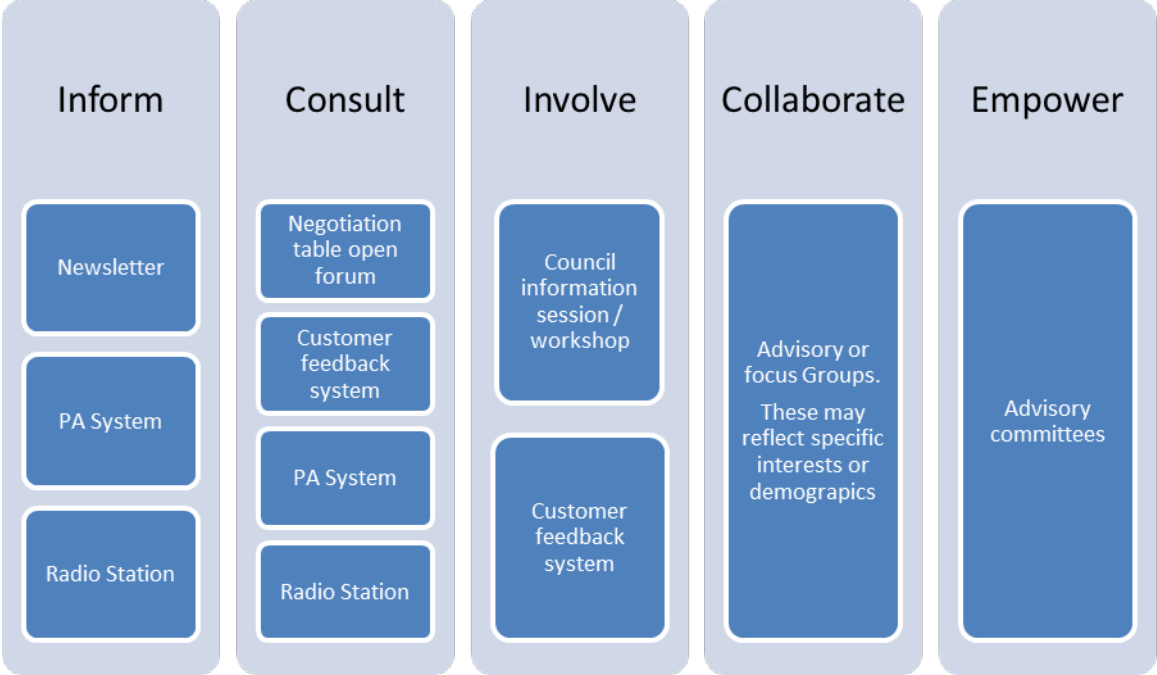 Inform
Newsletter
PA System
Radio Station
Consult
Negotiation
table open
forum
Customer
feedback
system
PA System
Radio Station
Involve
Council
information
session /
workshop
Customer
feedback
system
Collaborate
Advisory or
focus Groups.
These may
reflect specific
interests or
demograpics
Empower
Advisory
committees